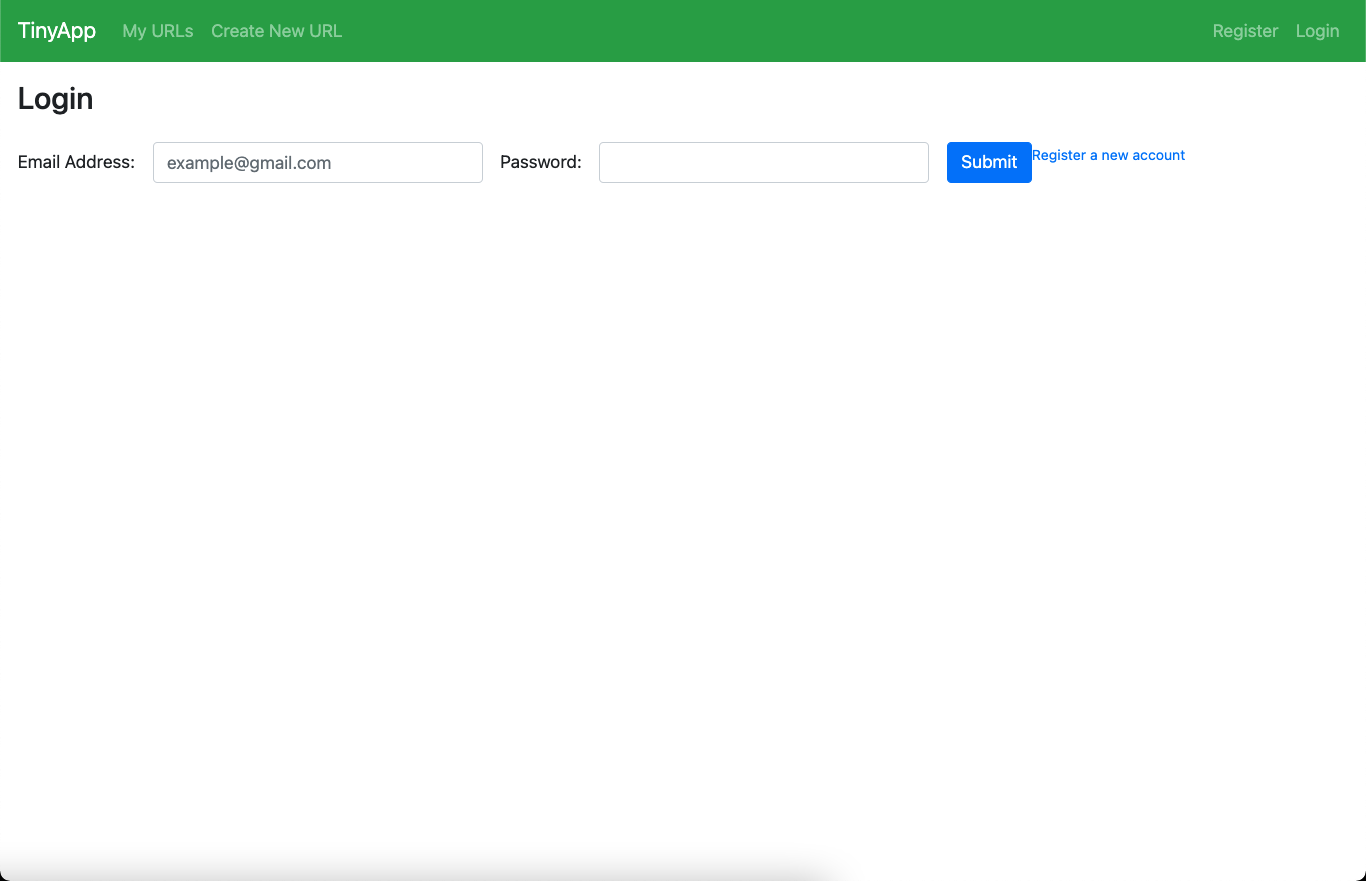 TinyApp My URLs Create New URL Register Login
Login
Email Address: example@gmail.com Password: Submit Register a new account